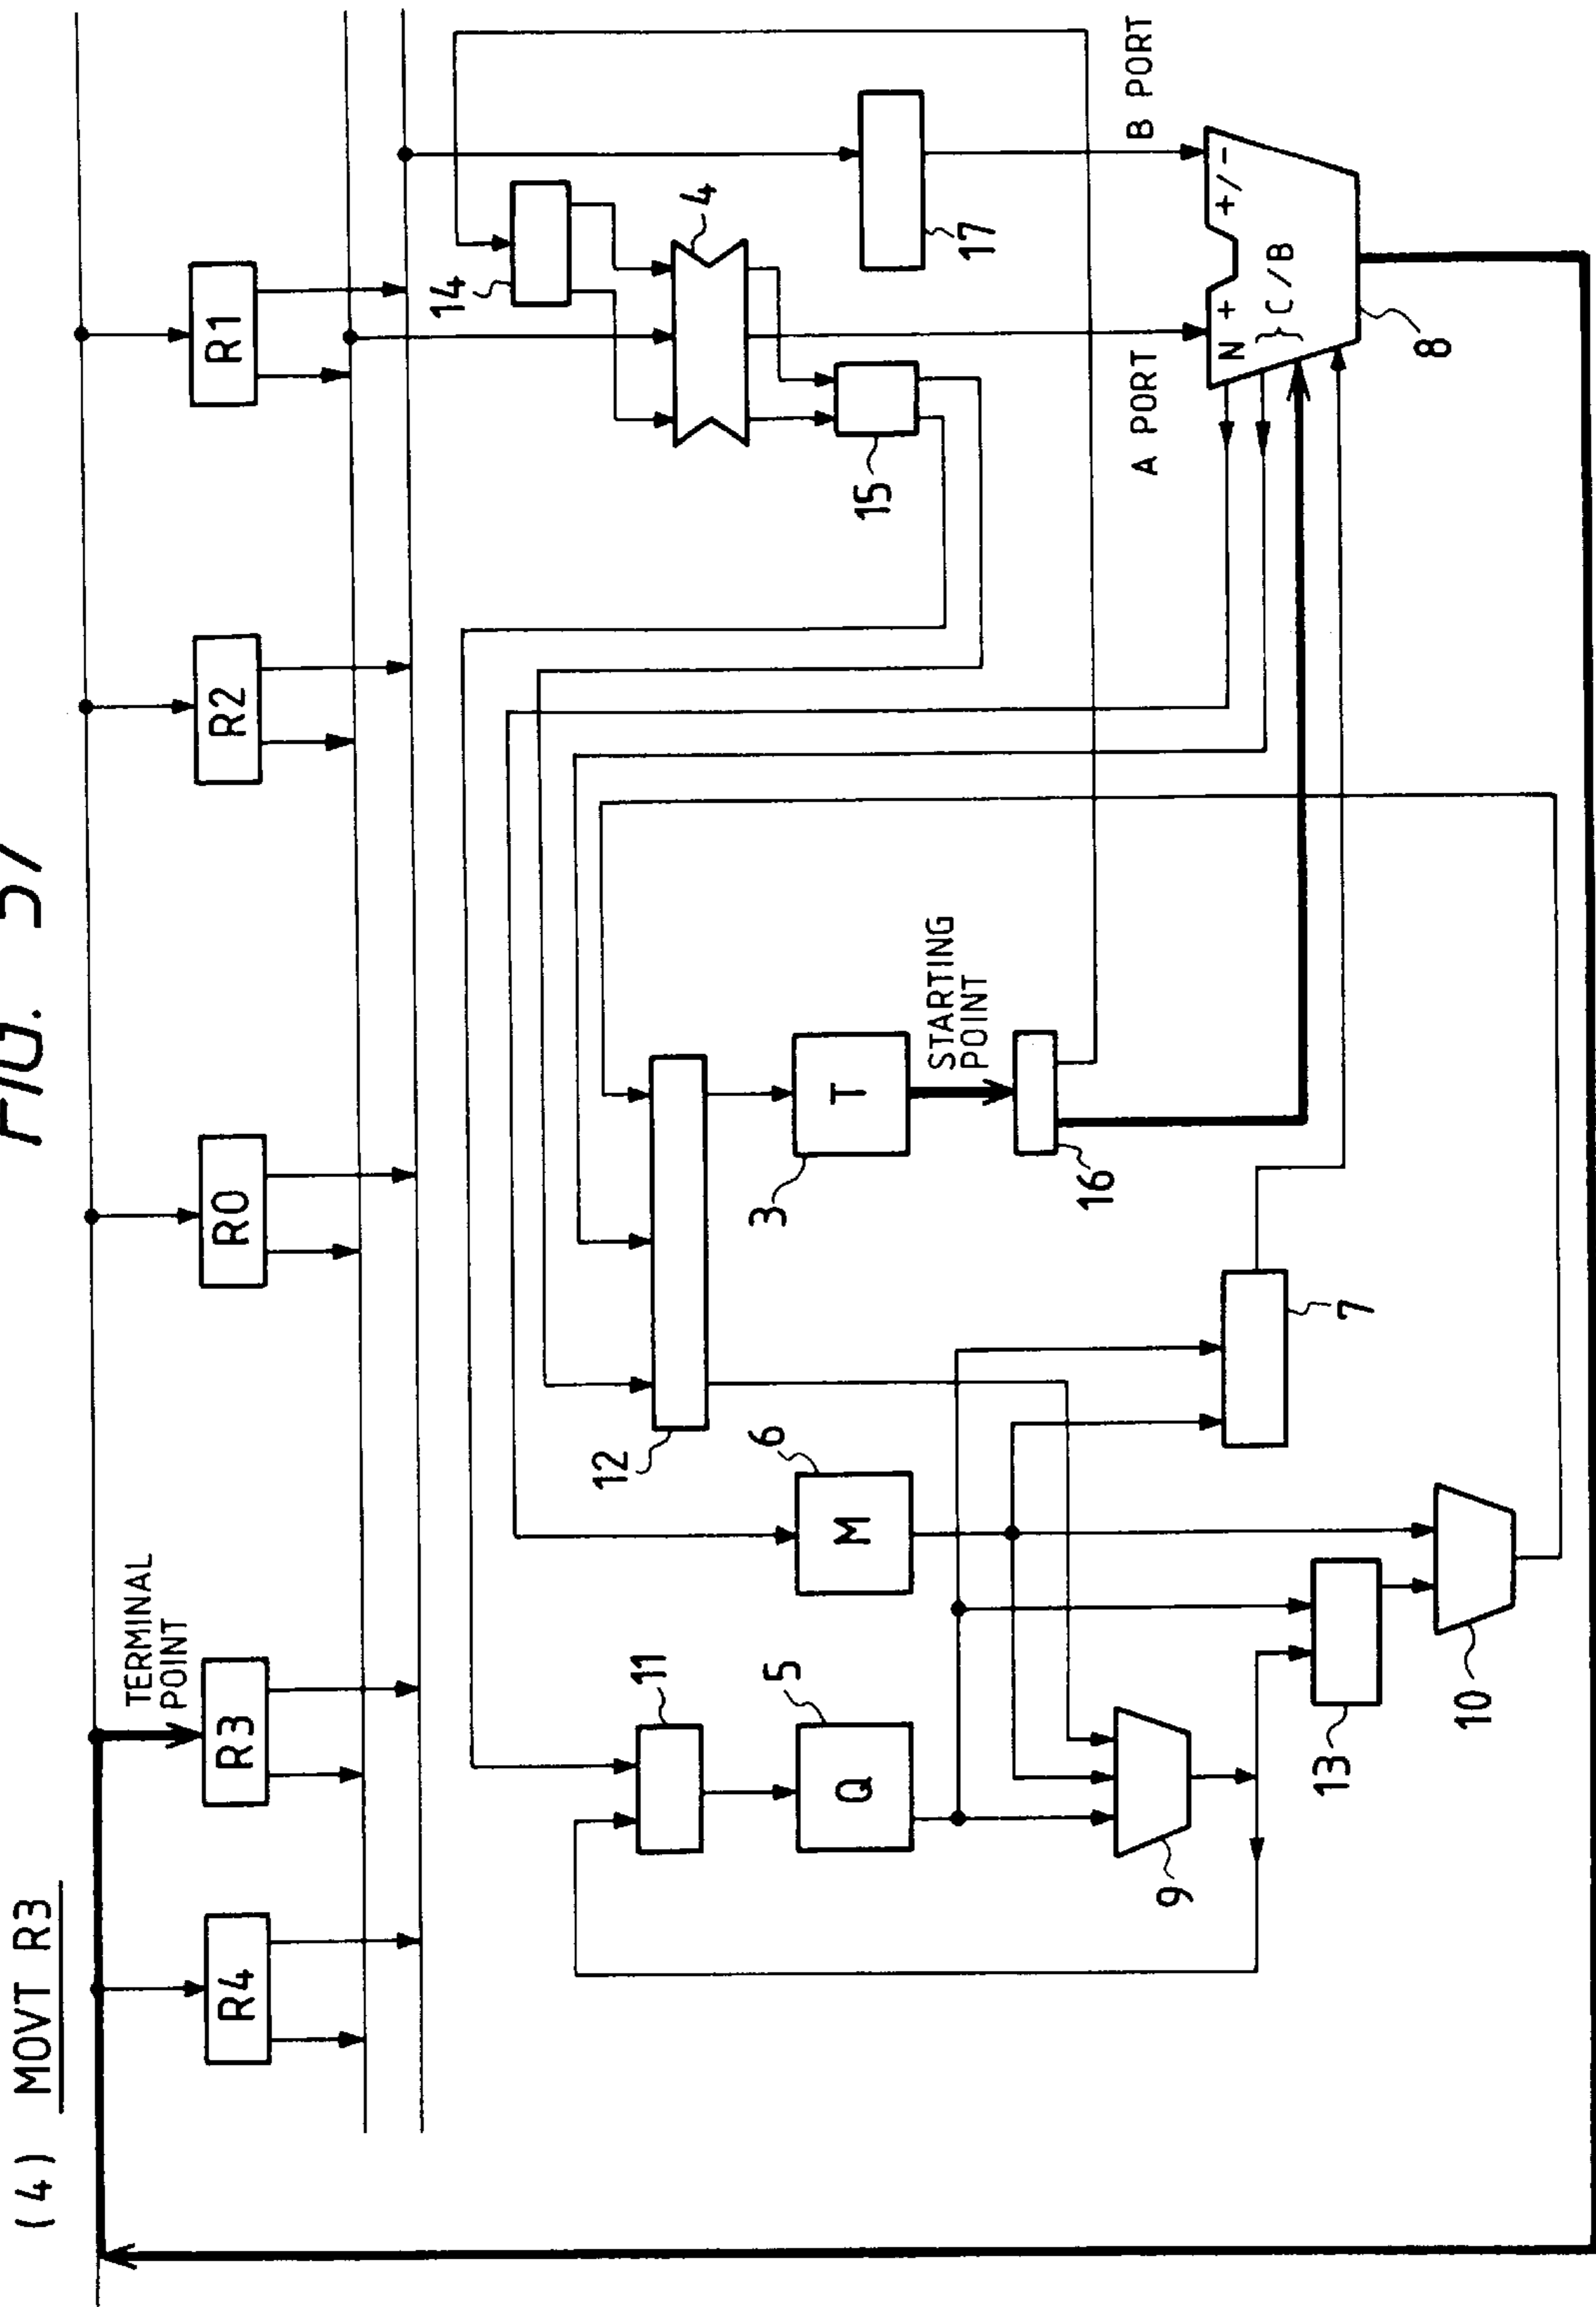 FIG.
(4) MOVT R3
TERMINAL
POINT
R4
R3
R0
R2
R1
14
12
11
4
5
6
3
Q
M
T
15
STARTING
POINT
17
16
A PORT
B PORT
9
N + +/-
} C/B
13
7
8
10